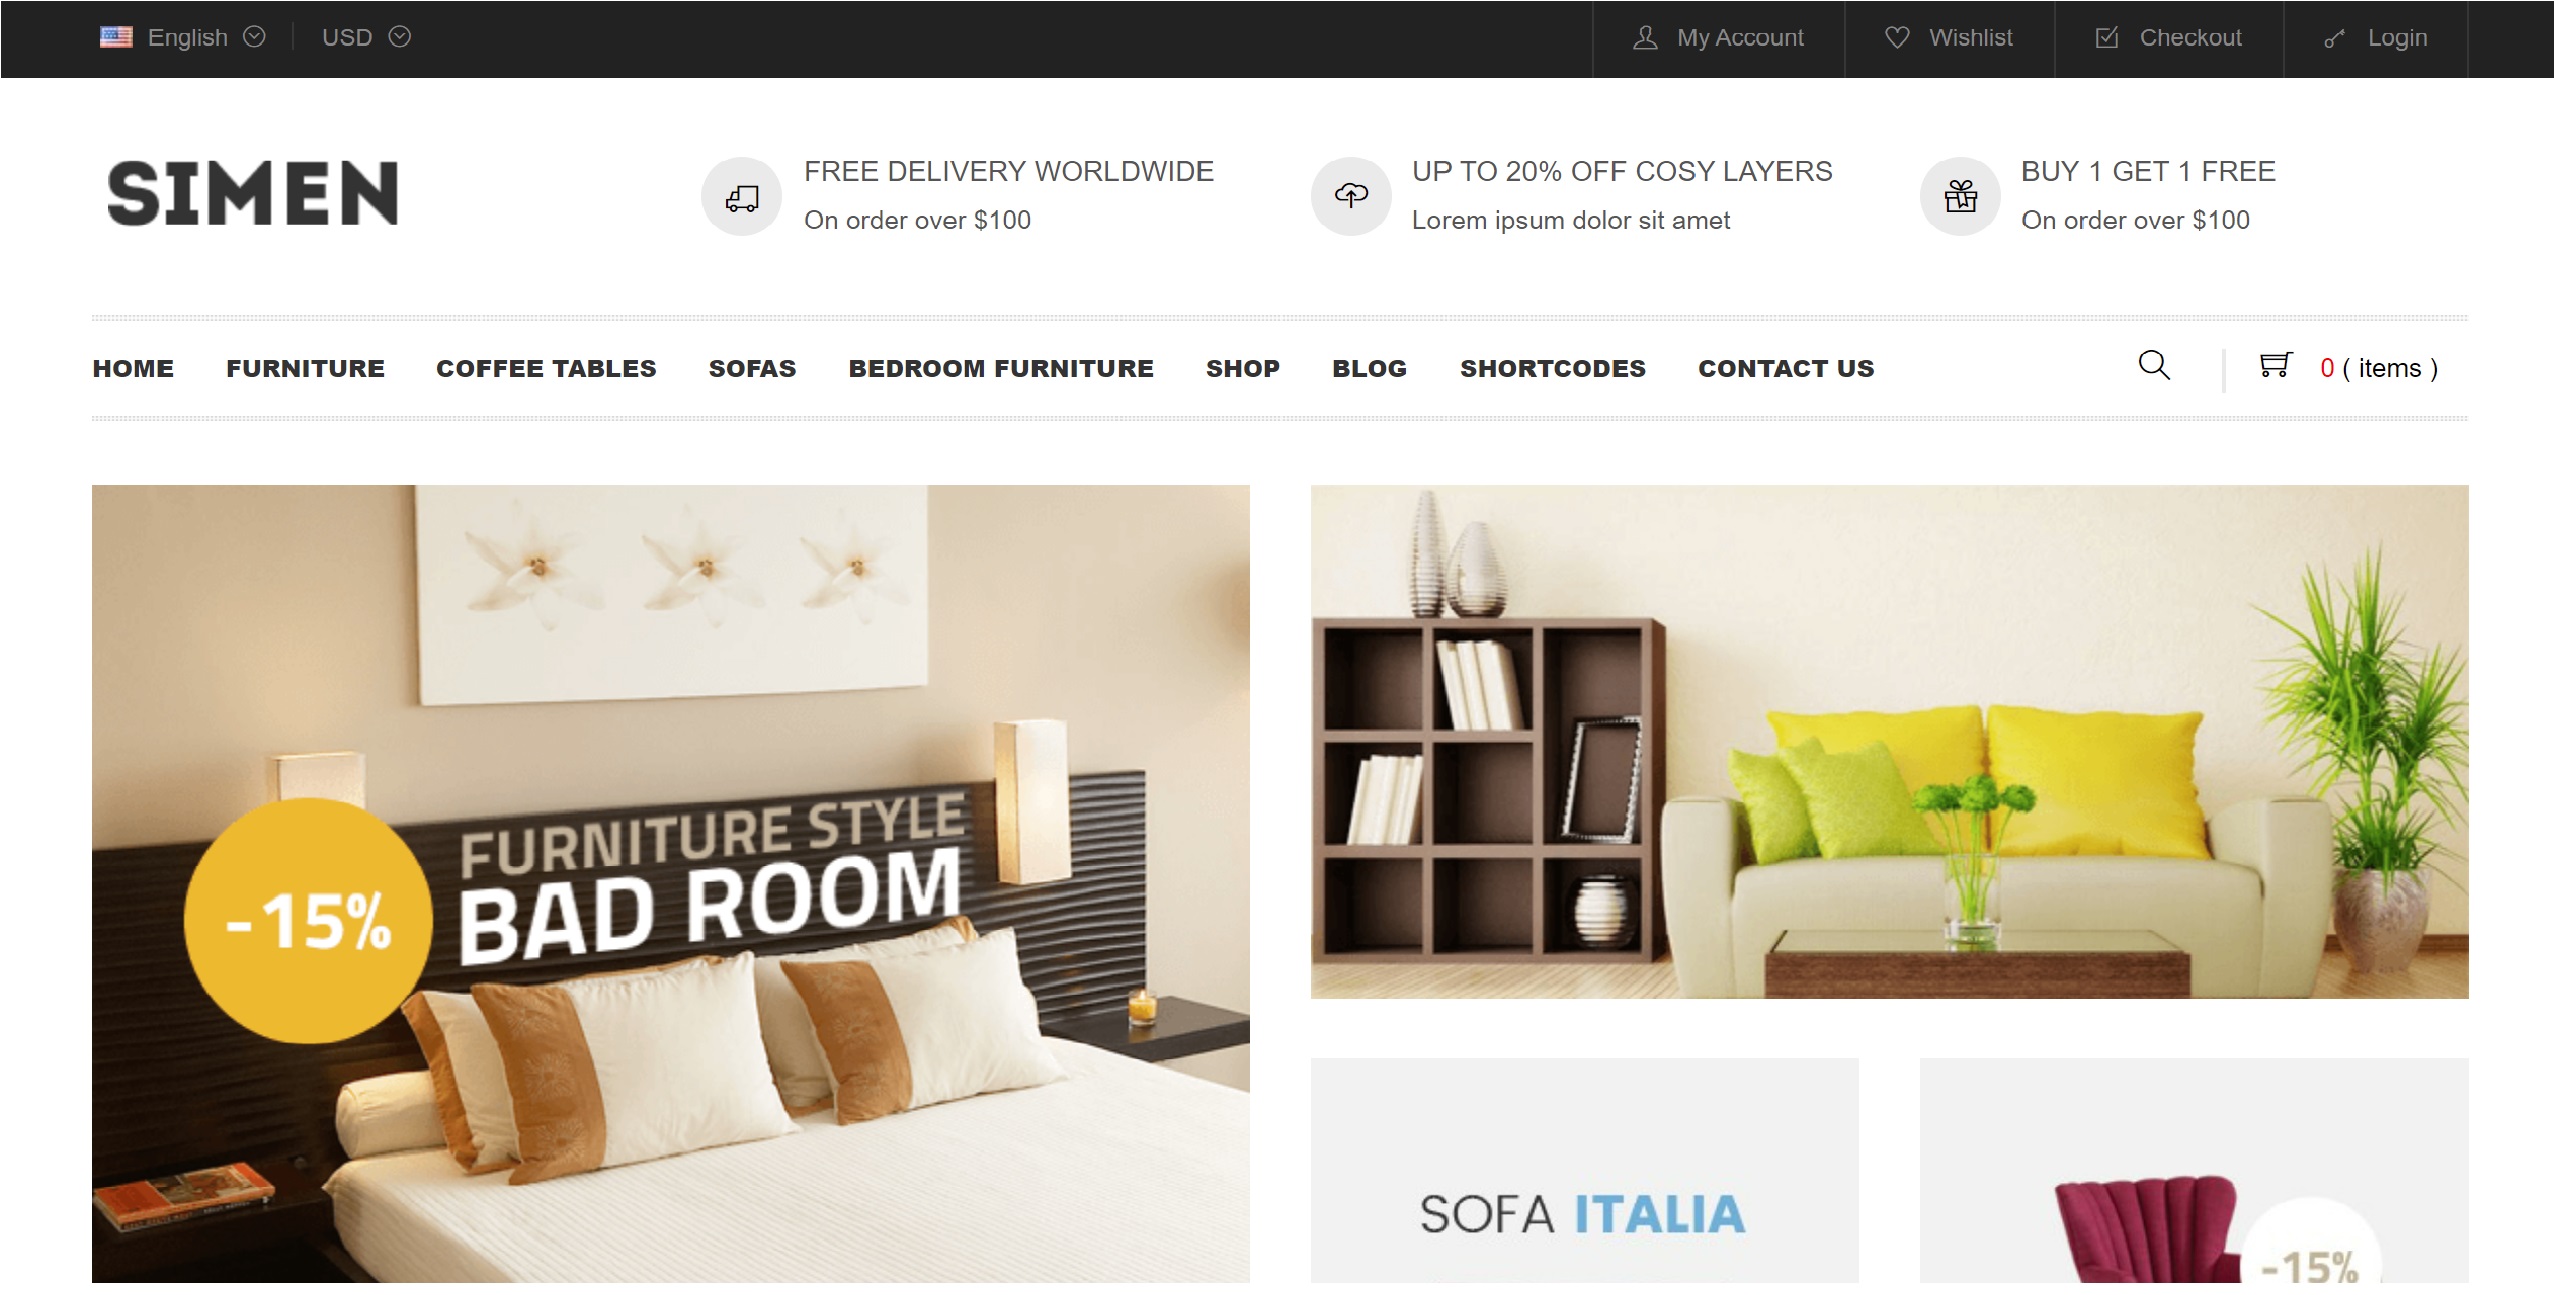 English
USD
My Account
Wishlist
Checkout
Login
SIMEN
FREE DELIVERY WORLDWIDE
On order over $100
UP TO 20% OFF COSY LAYERS
Lorem ipsum dolor sit amet
BUY 1 GET 1 FREE
On order over $100
HOME FURNITURE COFFEE TABLES SOFAS BEDROOM FURNITURE SHOP BLOG SHORTCODES CONTACT US
0 ( items )
FURNITURE STYLE
BAD ROOM
-15%
SOFA ITALIA
-15%